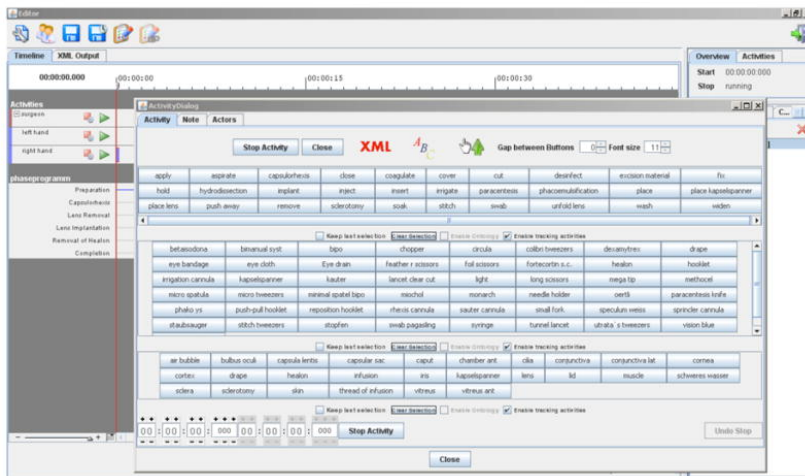 Editor
Timeline XML Output
Overview Activities
00:00:00.000 00:00:00 00:00:15 00:00:30
Start 00:00:00:000
Stop running
Activities
surgeon
left hand
right hand
phaseprogramm
Preparation
Capsulorhexis
Lens Removal
Lens Implantation
Removal of Healon
Completion
ActivityDialog
Activity Note Actors
C...
Stop Activity Close XML AB Gap between Buttons 0 Font size 11
apply aspirate capsulorhexis close coagulate cover cut desinfect excision material fix
hold hydrodissection implant inject insert irrigate paracentesis phacoemulsification place place kapselspanner
place lens push away remove sclerotomy soak stitch swab unfold lens wash widen
Keep last selection Clear Selection Enable Ontology Enable tracking activities
betaisodona bimanual syst bipo chopper circula colibri tweezers dexamytrex drape
eye bandage eye cloth Eye drain feather r scissors foil scissors fortecortin s.c. healon hooklet
irrigation cannula kapselspanner kauter lancet clear cut light long scissors mega tip methocel
micro spatula micro tweezers minimal spatel bipo miochol monarch needle holder oertli paracentesis knife
phako ys push-pull hooklet reposition hooklet rhexis cannula sauter cannula small fork speculum weiss sprinder cannula
staubsauger stitch tweezers stopfen swab pagasling syringe tunnel lancet utrata´s tweezers vision blue
Keep last selection Clear Selection Enable Ontology Enable tracking activities
air bubble bulbus oculi capsula lentis capsular sac caput chamber ant cilia conjunctiva conjunctiva lat cornea
cortex drape healon infusion iris kapselspanner lens lid muscle schweres wasser
sclera sclerotomy skin thread of infusion vitreus vitreus ant
Keep last selection Clear Selection Enable Ontology Enable tracking activities
00 : 00 : 00 : 000 00 : 00 : 00 : 000 Stop Activity Undo Stop
Close